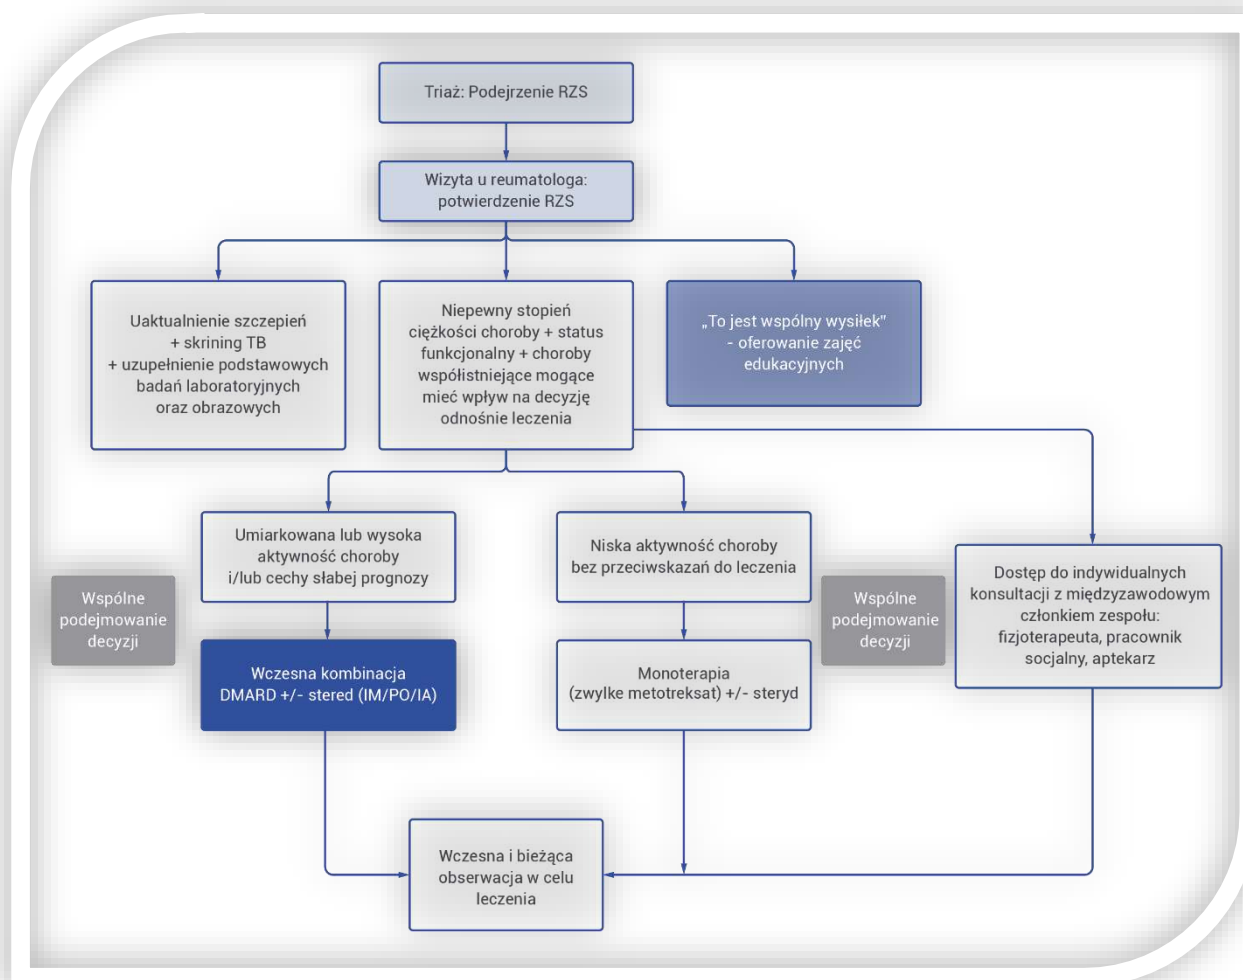 Triaż: Podejrzenie RZS
Wizyta u reumatologa:
potwierdzenie RZS
Uaktualnienie szczepień
+ skrining TB
+ uzupełnienie podstawowych
badań laboratoryjnych
oraz obrazowych
Niepewny stopień
ciężkości choroby + status
funkcjonalny + choroby
współistniejące mogące
mieć wpływ na decyzję
odnośnie leczenia
„To jest wspólny wysiłek"
- oferowanie zajęć
edukacyjnych
Umiarkowana lub wysoka
aktywność choroby
i/lub cechy słabej prognozy
Niska aktywność choroby
bez przeciwskazań do leczenia
Dostęp do indywidualnych
konsultacji z międzyzawodowym
członkiem zespołu:
fizjoterapeuta, pracownik
socjalny, aptekarz
Wspólne
podejmowanie
decyzji
Wspólne
podejmowanie
decyzji
Wczesna kombinacja
DMARD +/- stered (IM/PO/IA)
Monoterapia
(zwylke metotreksat) +/- steryd
Wczesna i bieżąca
obserwacja w celu
leczenia